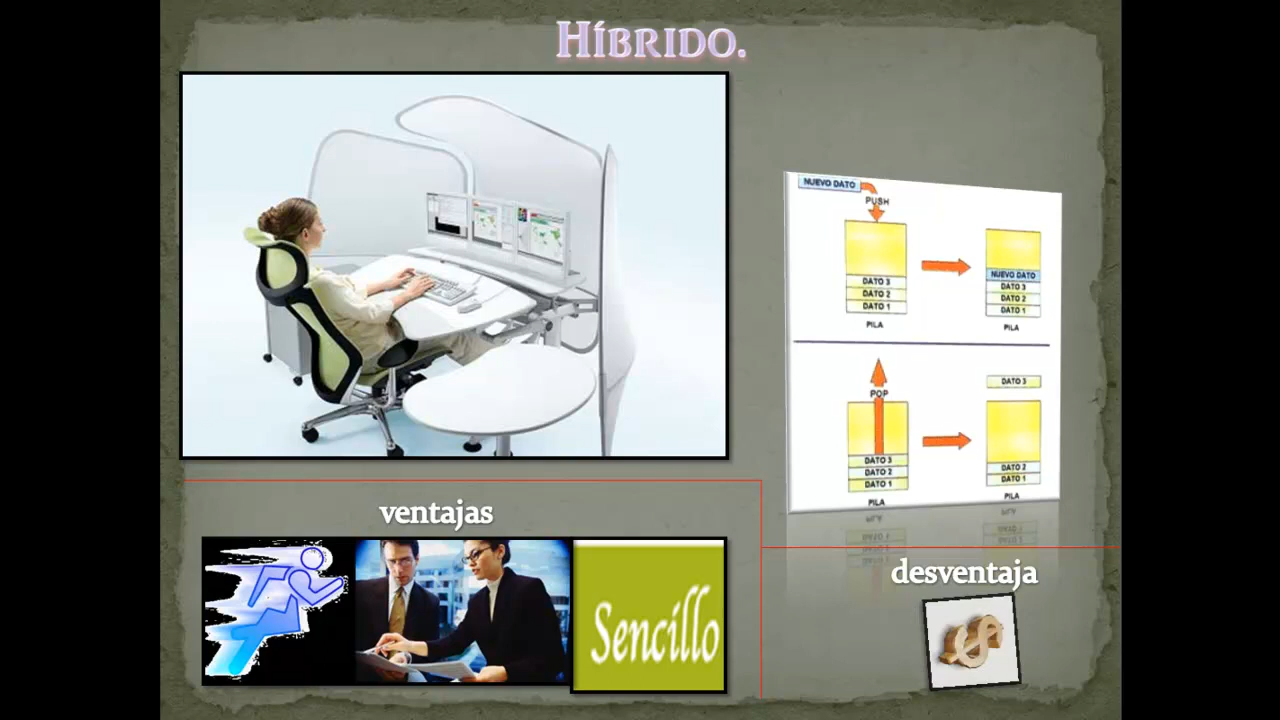 HÍBRIDO.
NUEVO DATO
PUSH
DATO 3
DATO 2
DATO 1
PILA
NUEVO DATO
DATO 3
DATO 2
DATO 1
PILA
POP
DATO 3
DATO 2
DATO 1
PILA
DATO 3
DATO 2
DATO 1
PILA
ventajas
Sencillo
desventaja
$